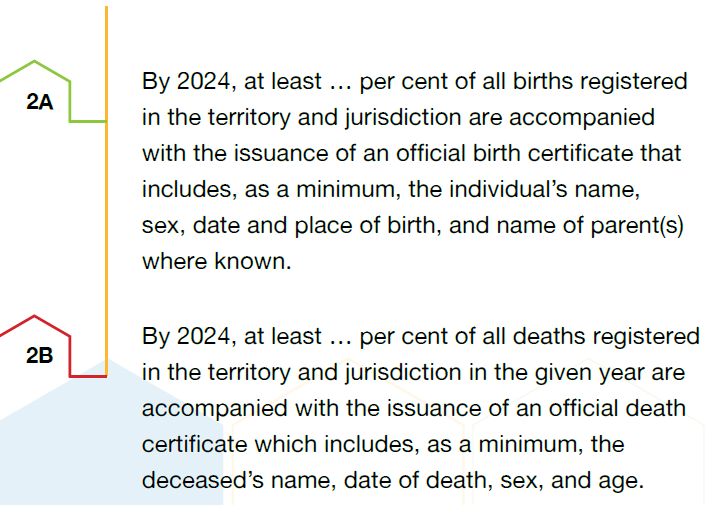 2A
By 2024, at least … per cent of all births registered
in the territory and jurisdiction are accompanied
with the issuance of an official birth certificate that
includes, as a minimum, the individual’s name,
sex, date and place of birth, and name of parent(s)
where known.
2B
By 2024, at least … per cent of all deaths registered
in the territory and jurisdiction in the given year are
accompanied with the issuance of an official death
certificate which includes, as a minimum, the
deceased’s name, date of death, sex, and age.